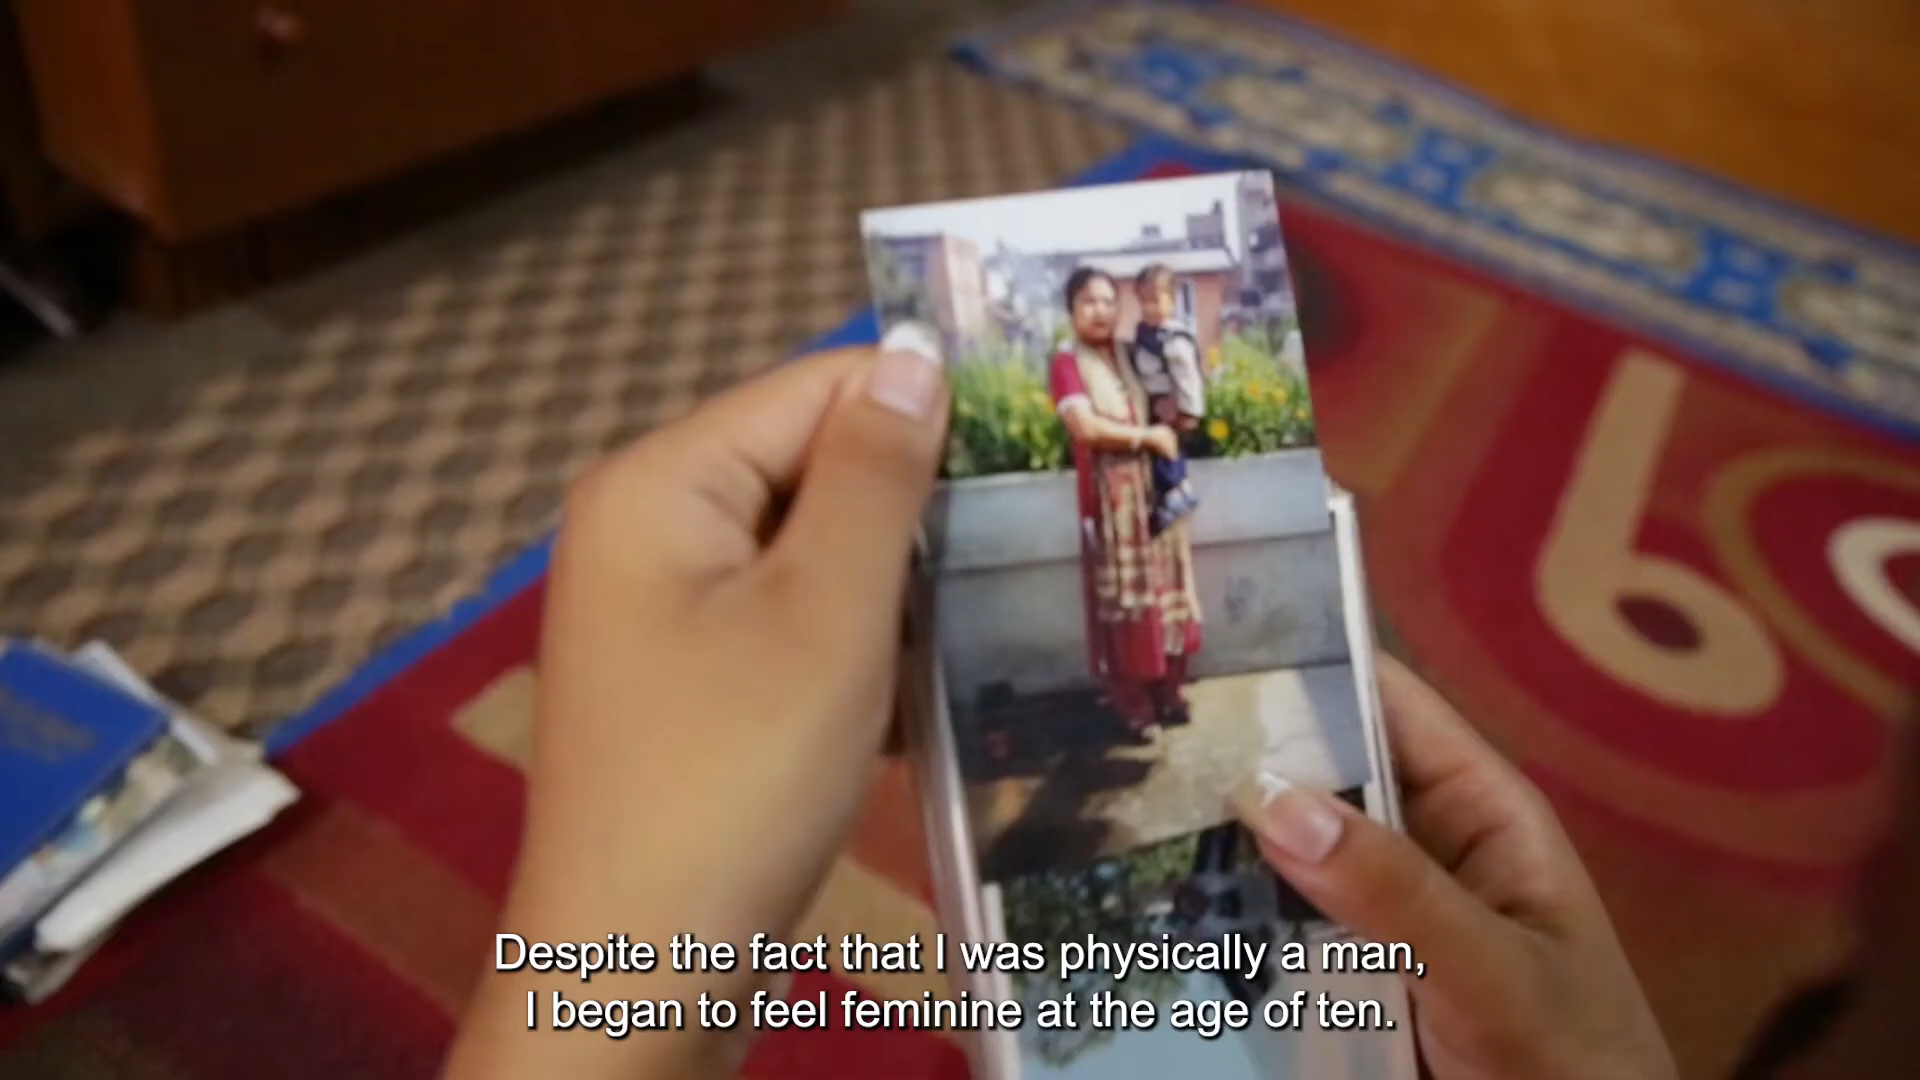 Despite the fact that I was physically a man,
I began to feel feminine at the age of ten.